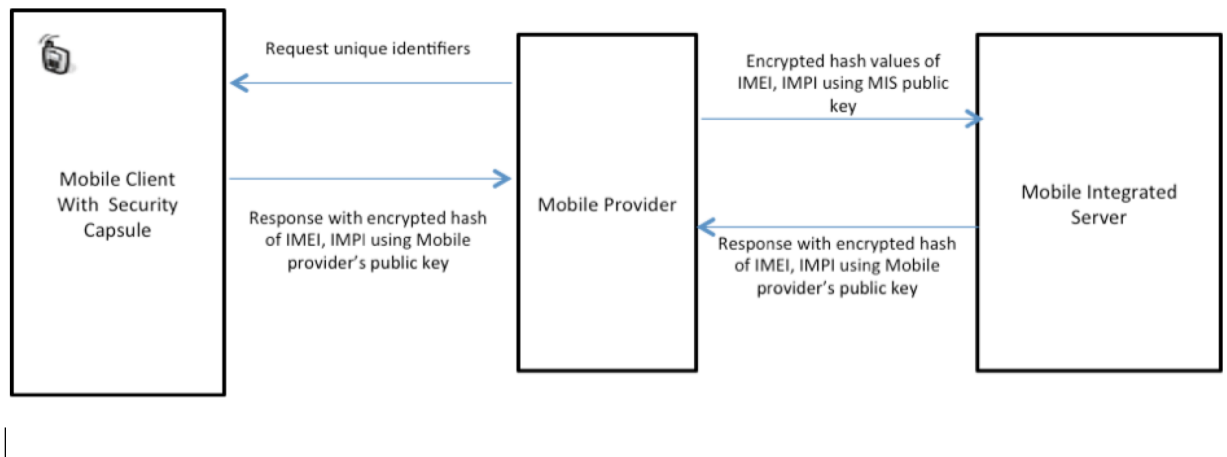 Request unique identifiers
Encrypted hash values of
IMEI, IMPI using MIS public
key
Mobile Client
With Security
Capsule
Mobile Provider
Mobile Integrated
Server
Response with encrypted hash
of IMEI, IMPI using Mobile
provider's public key
Response with encrypted hash
of IMEI, IMPI using Mobile
provider's public key